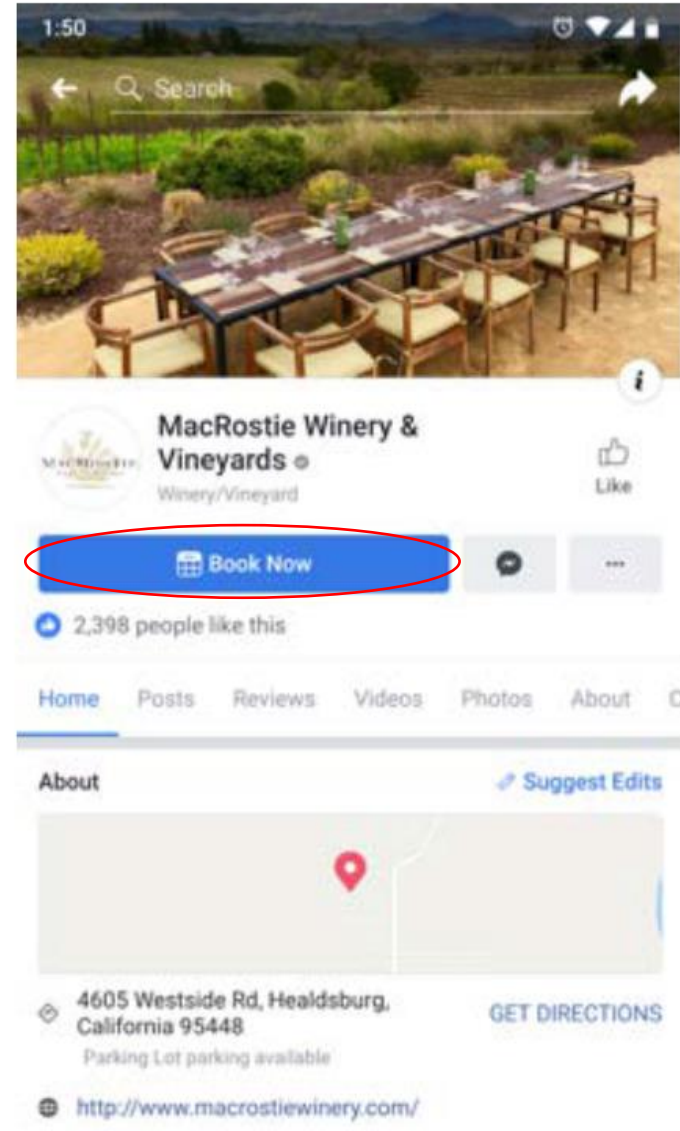 1:50
Search
i
MacRostie Winery &
Vineyards
Winery/Vineyard
Like
MacRostie
Book Now
2,398 people like this
Home Posts Reviews Videos Photos About
About
Suggest Edits
4605 Westside Rd, Healdsburg,
California 95448
GET DIRECTIONS
Parking Lot parking available
http://www.macrostiewinery.com/